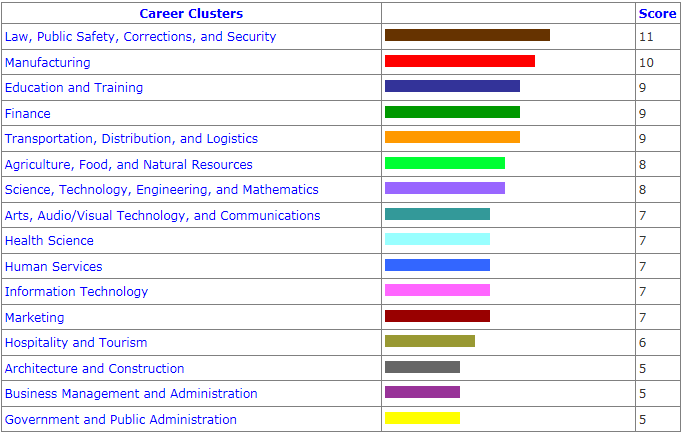 Career Clusters Score
Law, Public Safety, Corrections, and Security 11
Manufacturing 10
Education and Training 9
Finance 9
Transportation, Distribution, and Logistics 9
Agriculture, Food, and Natural Resources 8
Science, Technology, Engineering, and Mathematics 8
Arts, Audio/Visual Technology, and Communications 7
Health Science 7
Human Services 7
Information Technology 7
Marketing 7
Hospitality and Tourism 6
Architecture and Construction 5
Business Management and Administration 5
Government and Public Administration 5